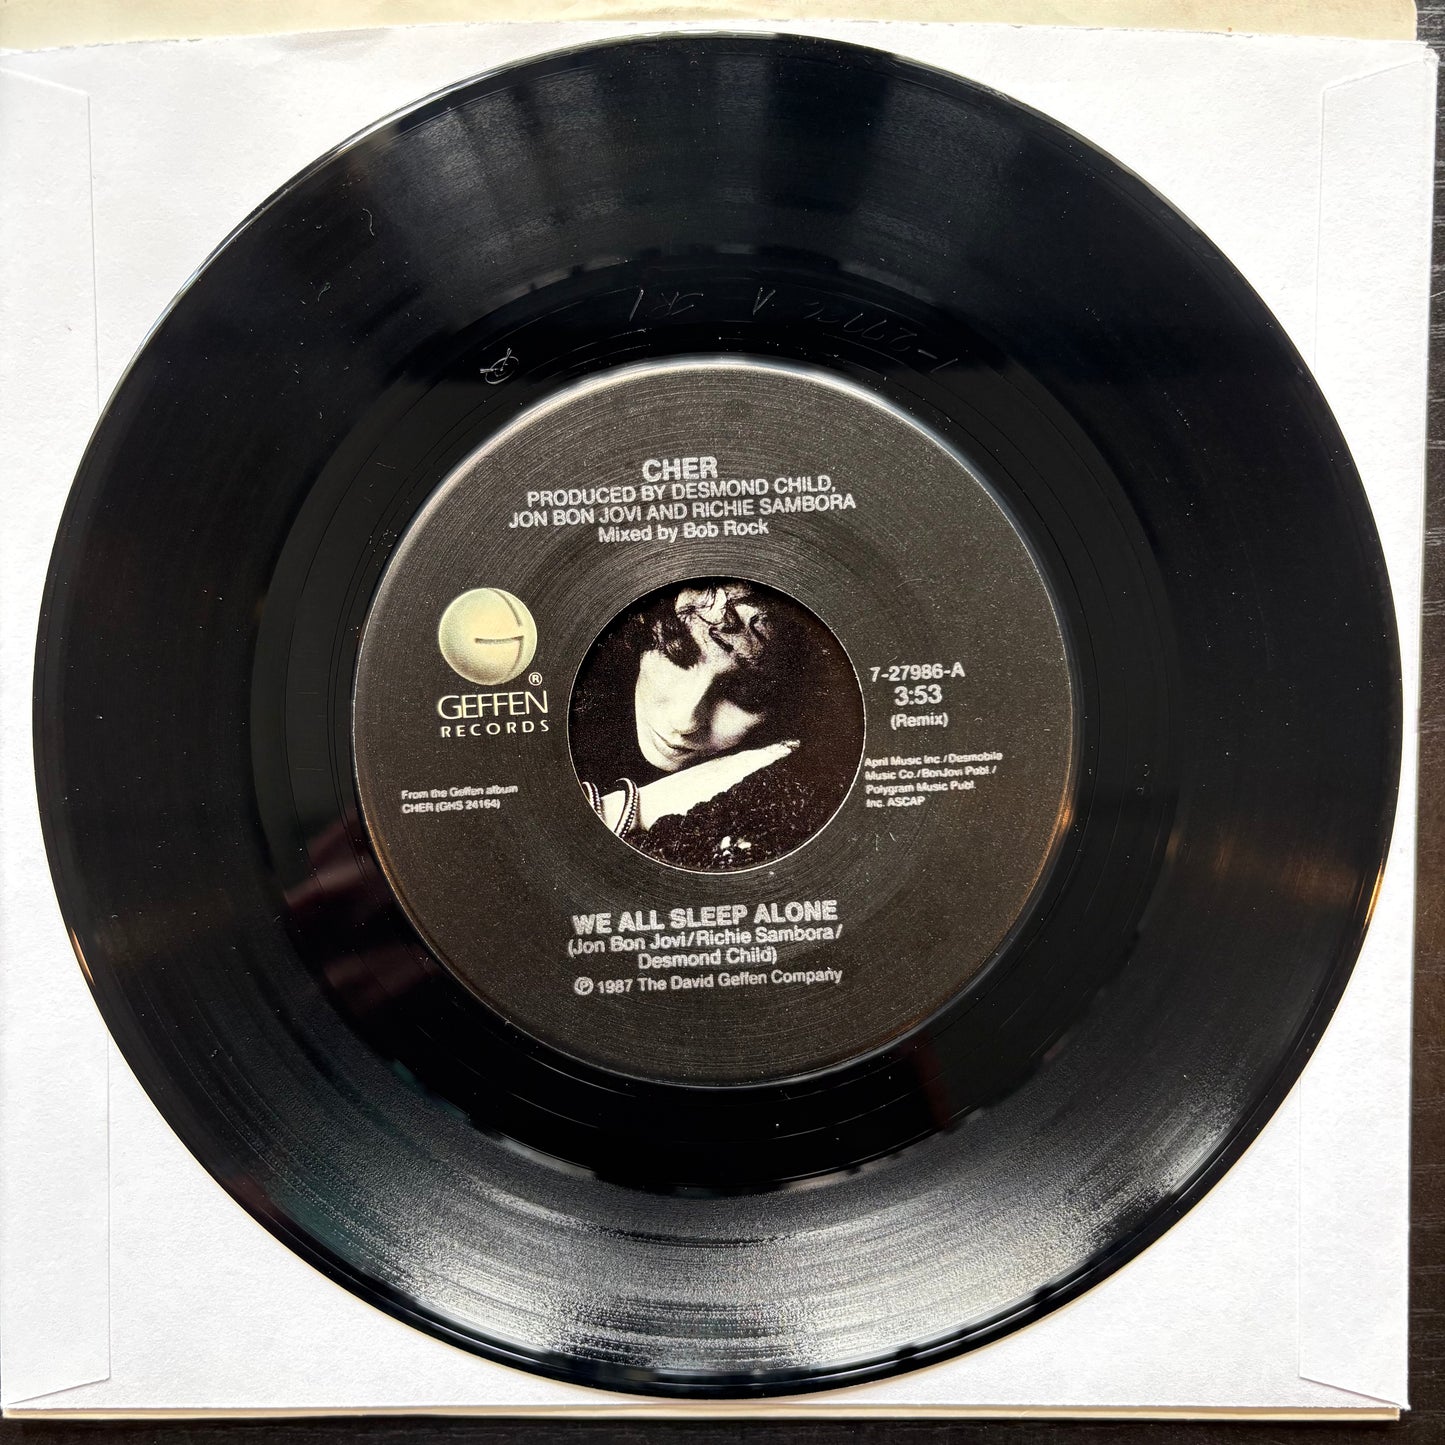 CHER
PRODUCED BY DESMOND CHILD,
JON BON JOVI AND RICHIE SAMBORA
Mixed by Bob Rock
®
GEFFEN
RECORDS
7-27986-A
3:53
(Remix)
From the Geffen album
CHER (GHS 24164)
April Music Inc./Desmobile
Music Co./BonJovi Publ./
Polygram Music Publ.
Inc. ASCAP
WE ALL SLEEP ALONE
(Jon Bon Jovi/Richie Sambora/
Desmond Child)
℗ 1987 The David Geffen Company